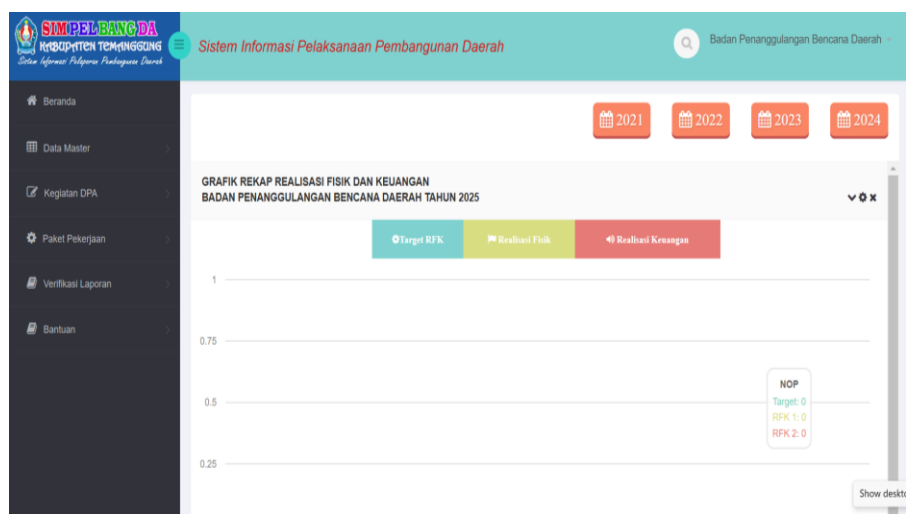 SIMPELBANGDA
KABUPATEN TEMANGGUNG
Sistem Informasi Pelaporan Pembangunan Daerah
Sistem Informasi Pelaksanaan Pembangunan Daerah
Badan Penanggulangan Bencana Daerah
Beranda
Data Master
Kegiatan DPA
Paket Pekerjaan
Verifikasi Laporan
Bantuan
2021
2022
2023
2024
GRAFIK REKAP REALISASI FISIK DAN KEUANGAN
BADAN PENANGGULANGAN BENCANA DAERAH TAHUN 2025
Target RFK
Realisasi Fisik
Realisasi Keuangan
1
0.75
0.5
0.25
NOP
Target: 0
RFK 1: 0
RFK 2: 0
Show deskto